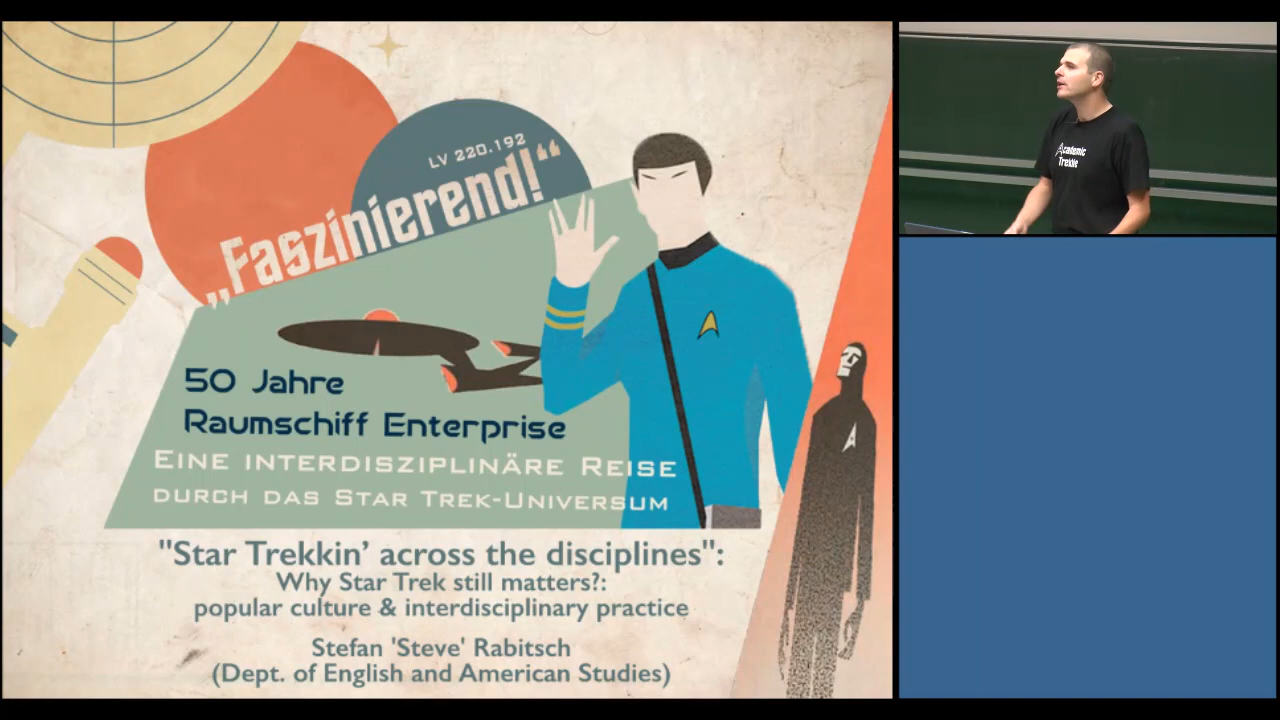 LV 220.192
„Faszinierend!“
50 Jahre
Raumschiff Enterprise
Eine interdisziplinäre Reise
durch das Star Trek-Universum
"Star Trekkin’ across the disciplines":
Why Star Trek still matters?:
popular culture & interdisciplinary practice
Stefan 'Steve' Rabitsch
(Dept. of English and American Studies)
Academic
Trekkie